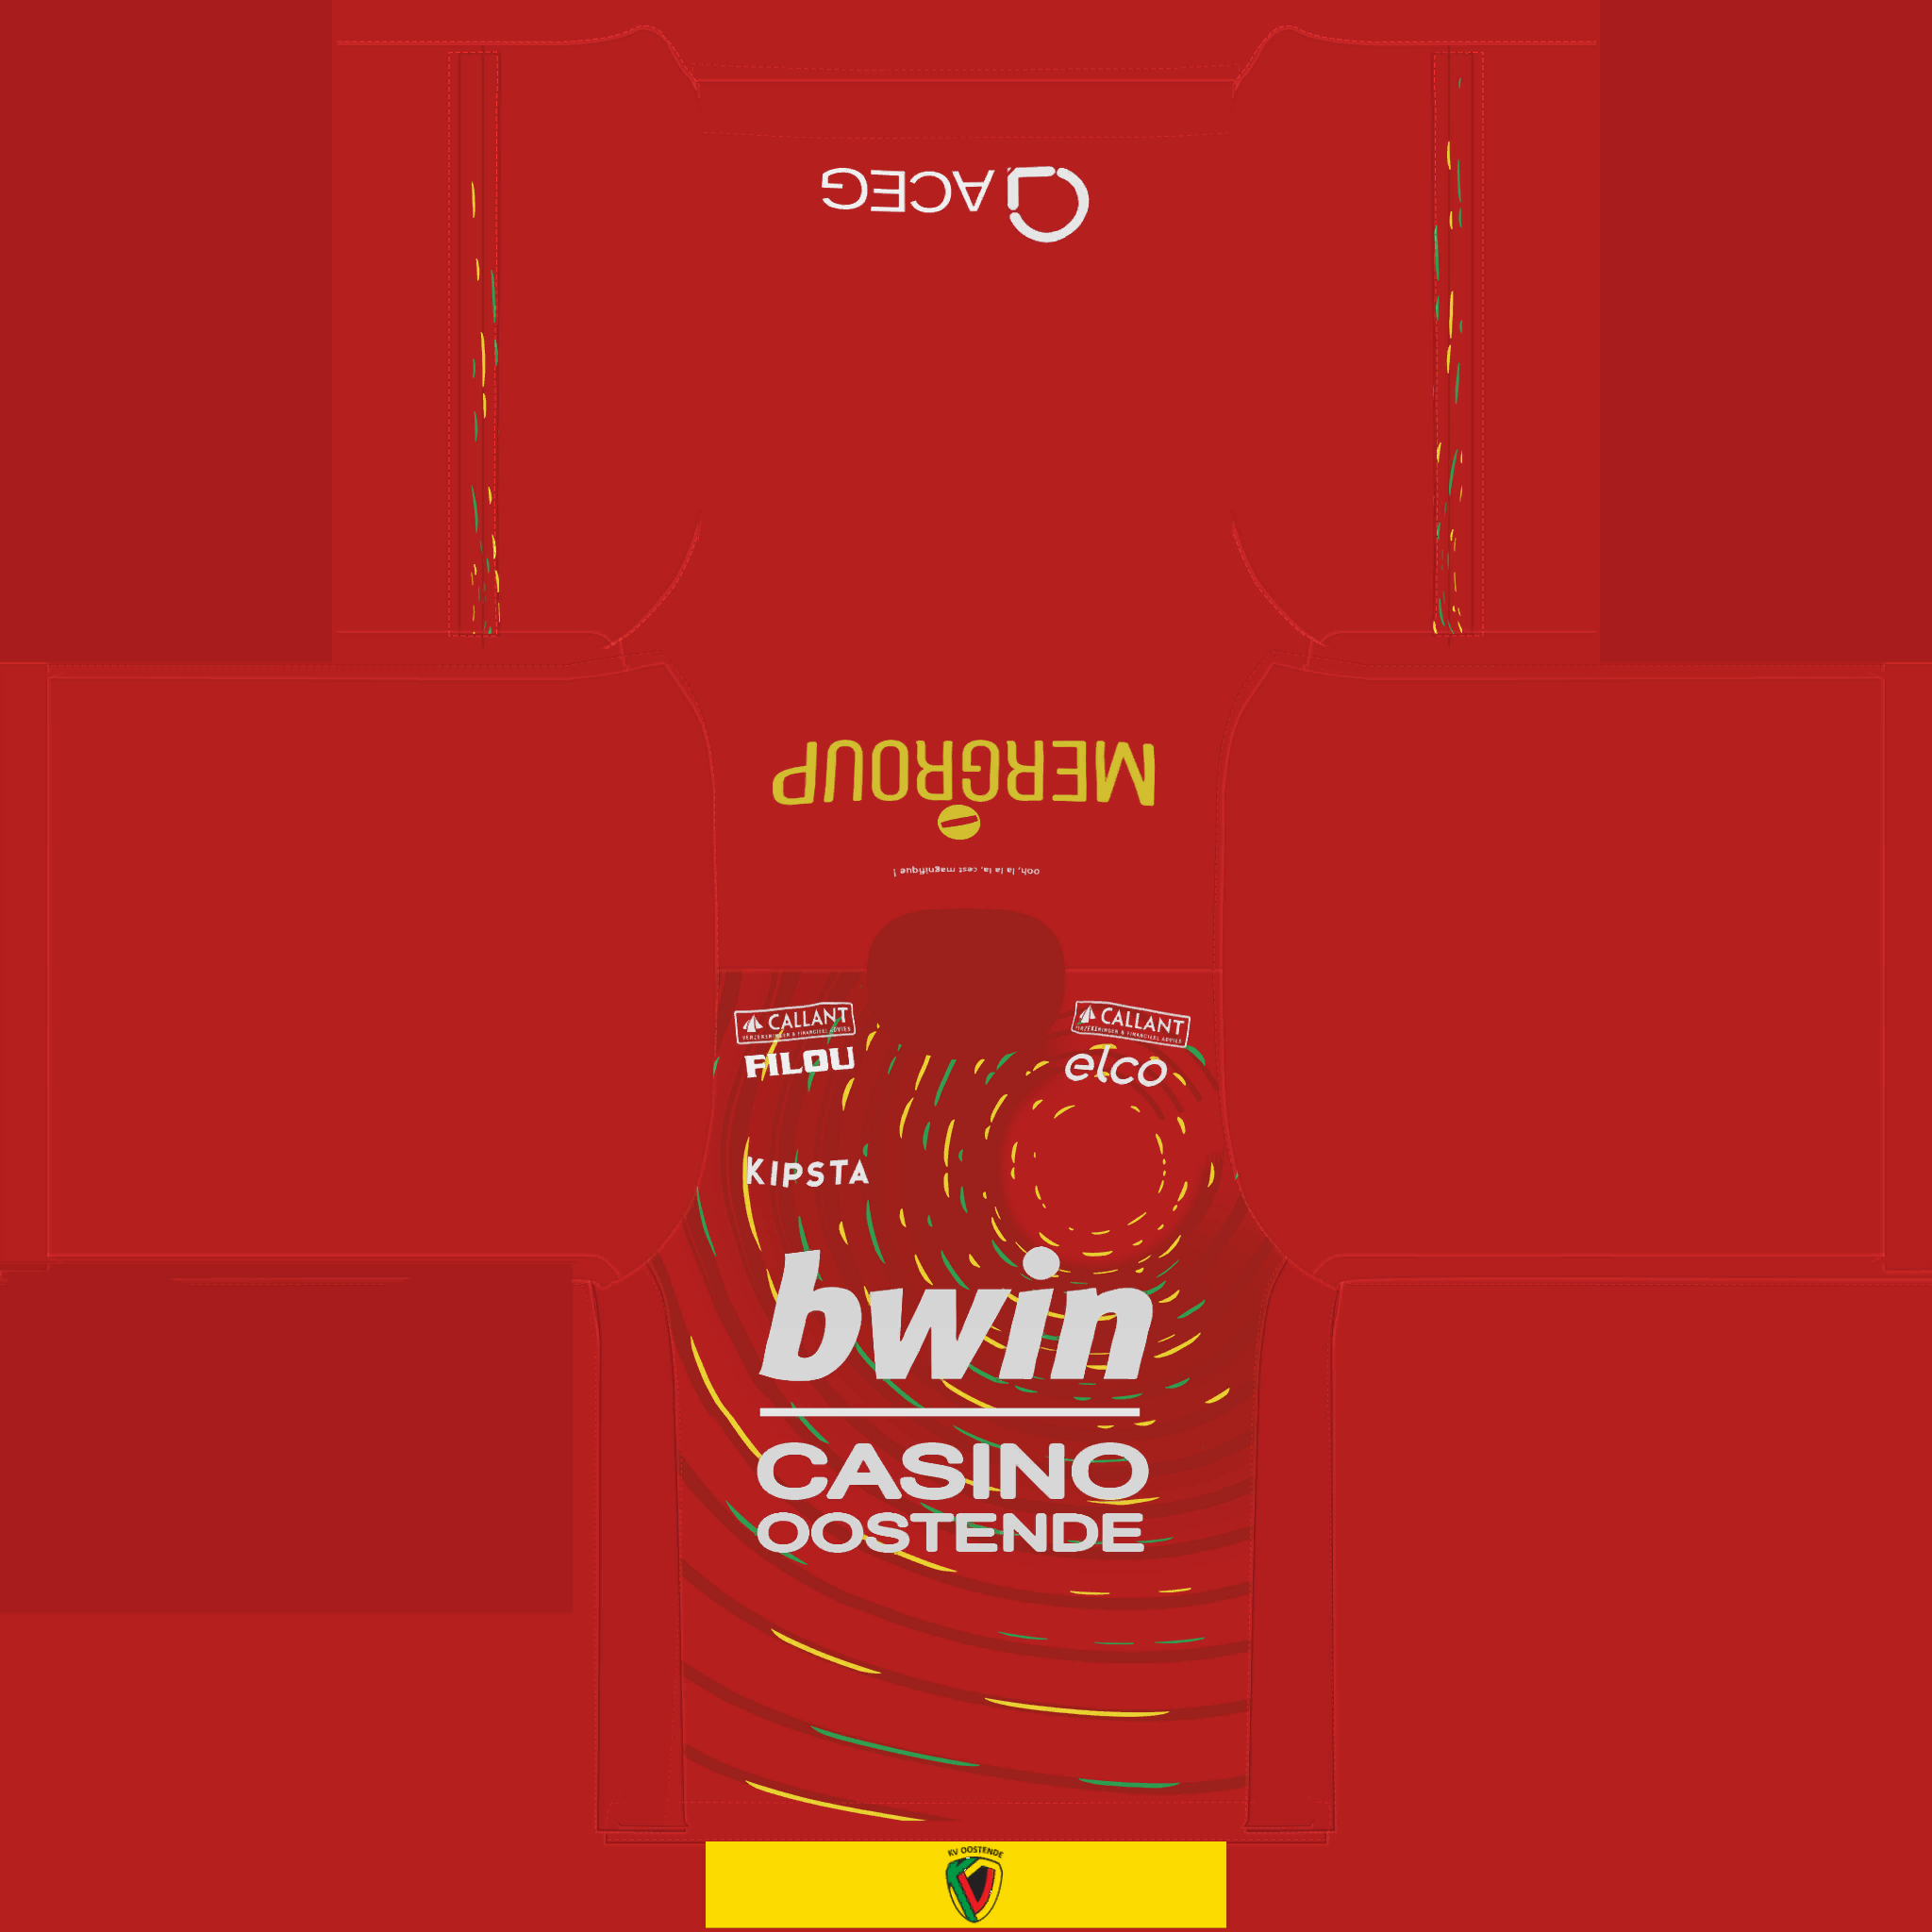 ACEG
MERGROUP
Ooh, la la la, c'est magnifique !
CALLANT
VERZEKERINGEN & FINANCIEEL ADVIES
CALLANT
VERZEKERINGEN & FINANCIEEL ADVIES
FILOU
elco
KIPSTA
bwin
CASINO
OOSTENDE
KV OOSTENDE